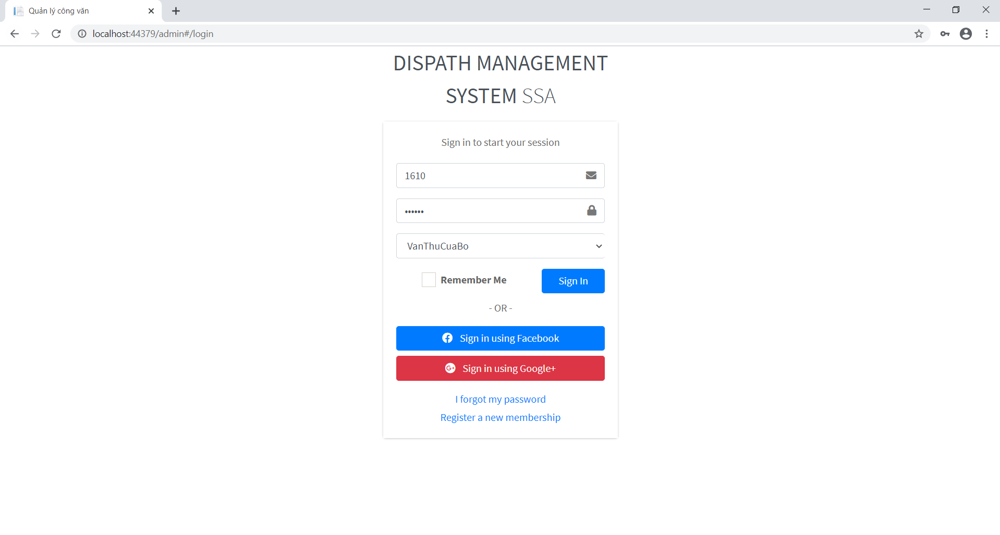 Quản lý công văn
localhost:44379/admin#/login
DISPATH MANAGEMENT
SYSTEM SSA
Sign in to start your session
1610
••••••
VanThuCuaBo
Remember Me
Sign In
- OR -
Sign in using Facebook
G+ Sign in using Google+
I forgot my password
Register a new membership